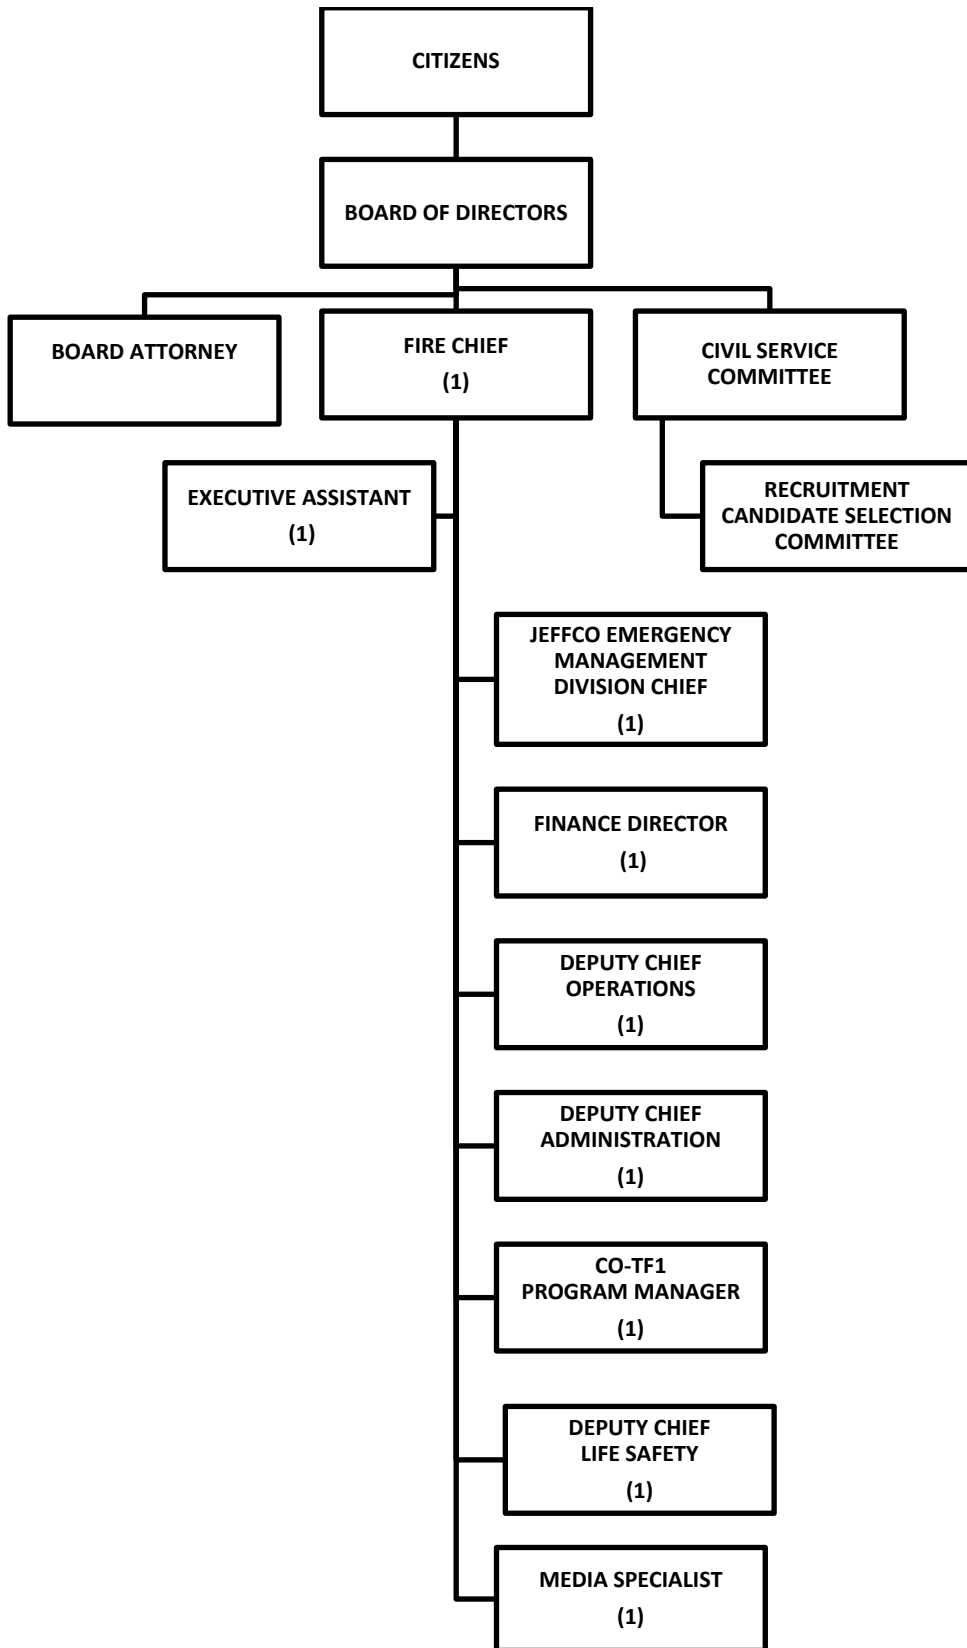 CITIZENS
BOARD OF DIRECTORS
BOARD ATTORNEY
FIRE CHIEF
(1)
CIVIL SERVICE
COMMITTEE
EXECUTIVE ASSISTANT
(1)
RECRUITMENT
CANDIDATE SELECTION
COMMITTEE
JEFFCO EMERGENCY
MANAGEMENT
DIVISION CHIEF
(1)
FINANCE DIRECTOR
(1)
DEPUTY CHIEF
OPERATIONS
(1)
DEPUTY CHIEF
ADMINISTRATION
(1)
CO-TF1
PROGRAM MANAGER
(1)
DEPUTY CHIEF
LIFE SAFETY
(1)
MEDIA SPECIALIST
(1)